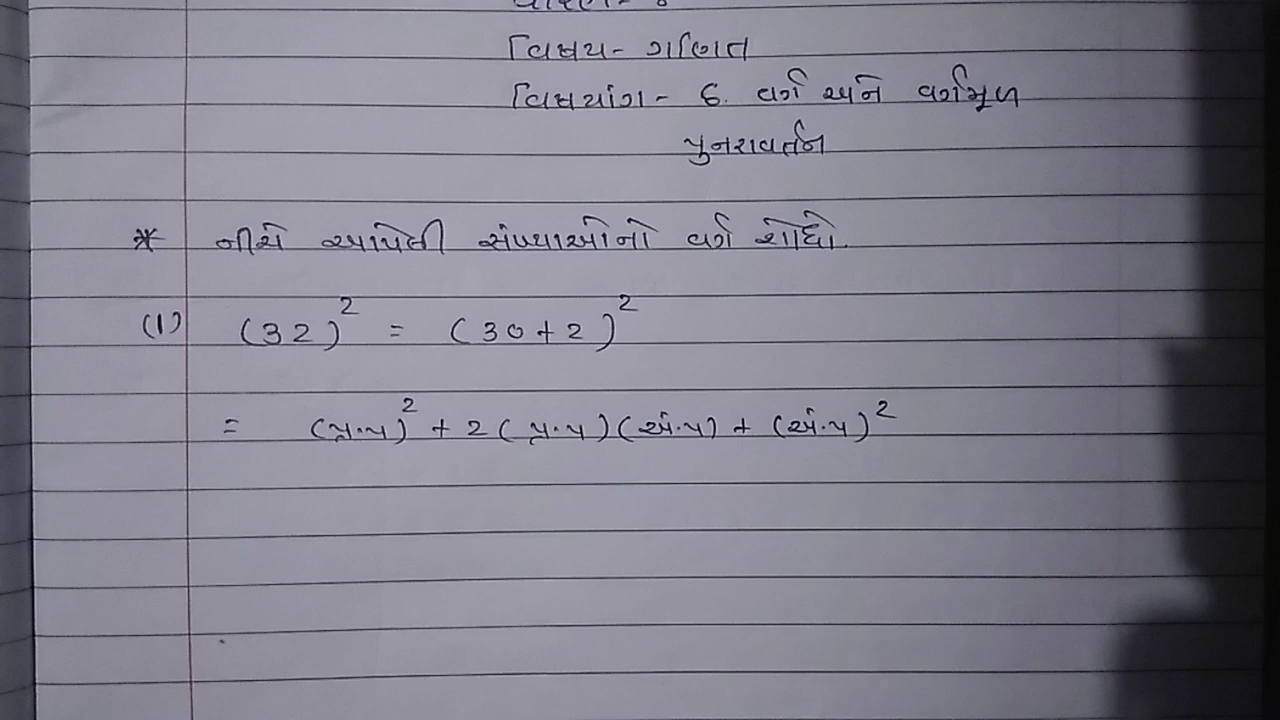 વિષય - ગણિત
વિષયાંગ - 6. વર્ગ અને વર્ગમૂળ
પુનરાવર્તન
* નીચે આપેલી સંખ્યાઓનો વર્ગ શોધો.
(1) (32)² = (30+2)²
= (પ્ર.પ)² + 2(પ્ર.પ)(અં.પ) + (અં.પ)²